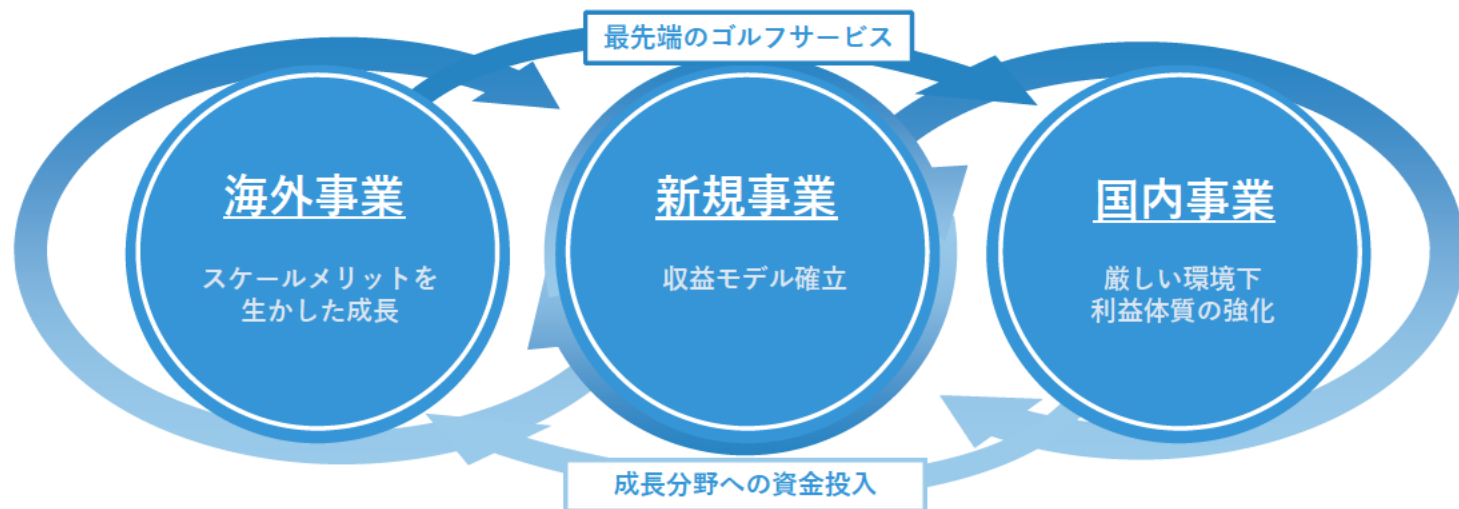 最先端のゴルフサービス
海外事業
スケールメリットを
生かした成長
新規事業
収益モデル確立
国内事業
厳しい環境下
利益体質の強化
成長分野への資金投入